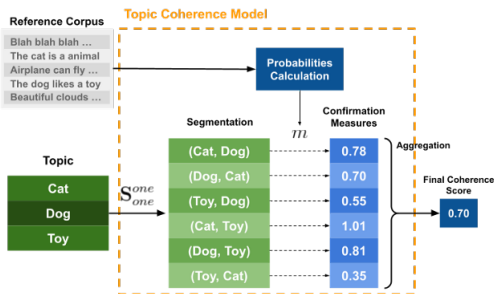 Reference Corpus
Topic Coherence Model
Blah blah blah ...
The cat is a animal
Airplane can fly ...
The dog likes a toy
Beautiful clouds ...
Probabilities
Calculation
m
Segmentation
Confirmation
Measures
Aggregation
Topic
Cat
Dog
Toy
S one one
(Cat, Dog)
0.78
(Dog, Cat)
0.70
(Toy, Dog)
0.55
(Cat, Toy)
1.01
(Dog, Toy)
0.81
(Toy, Cat)
0.35
Final Coherence
Score
0.70